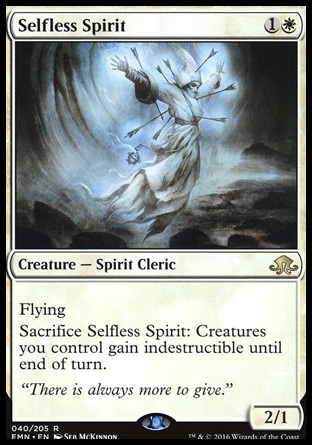 Selfless Spirit 1
Creature — Spirit Cleric
Flying
Sacrifice Selfless Spirit: Creatures
you control gain indestructible until
end of turn.
“There is always more to give.”
2/1
040/205 R
EMN • EN Seb McKinnon
™ & © 2016 Wizards of the Coast